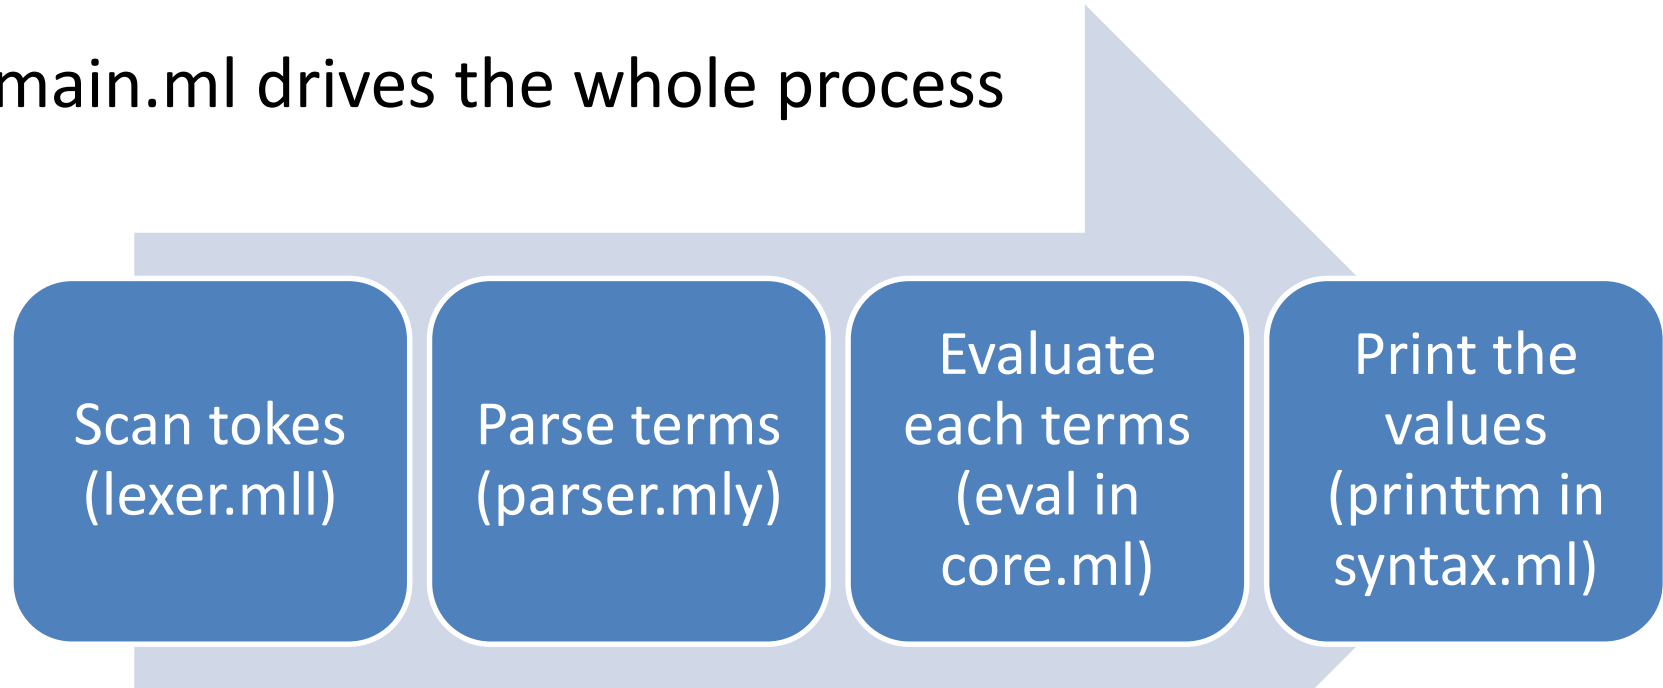 main.ml drives the whole process
Scan tokes
(lexer.mll)
Parse terms
(parser.mly)
Evaluate
each terms
(eval in
core.ml)
Print the
values
(printtm in
syntax.ml)